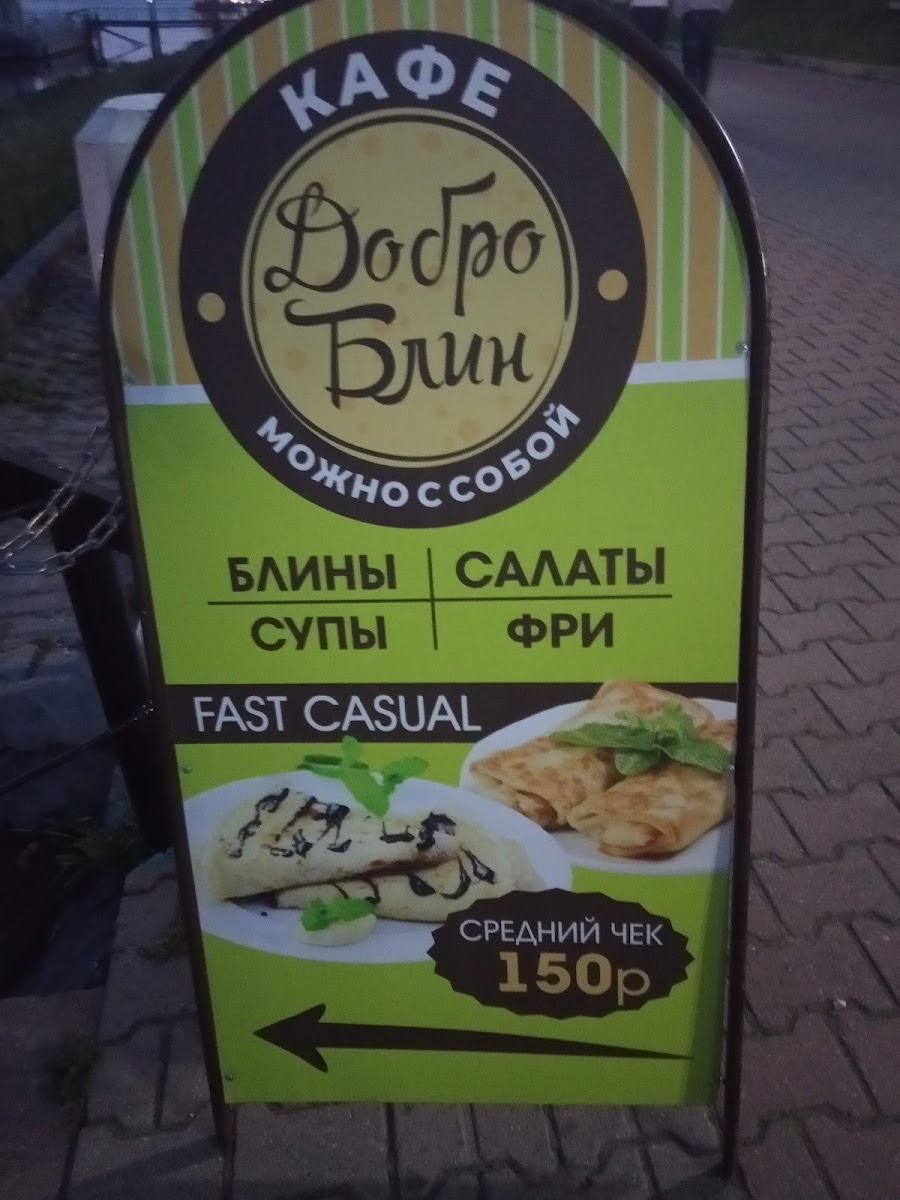 КАФЕ
Добро
Блин
МОЖНО С СОБОЙ
БЛИНЫ
САЛАТЫ
СУПЫ
ФРИ
FAST CASUAL
СРЕДНИЙ ЧЕК
150р